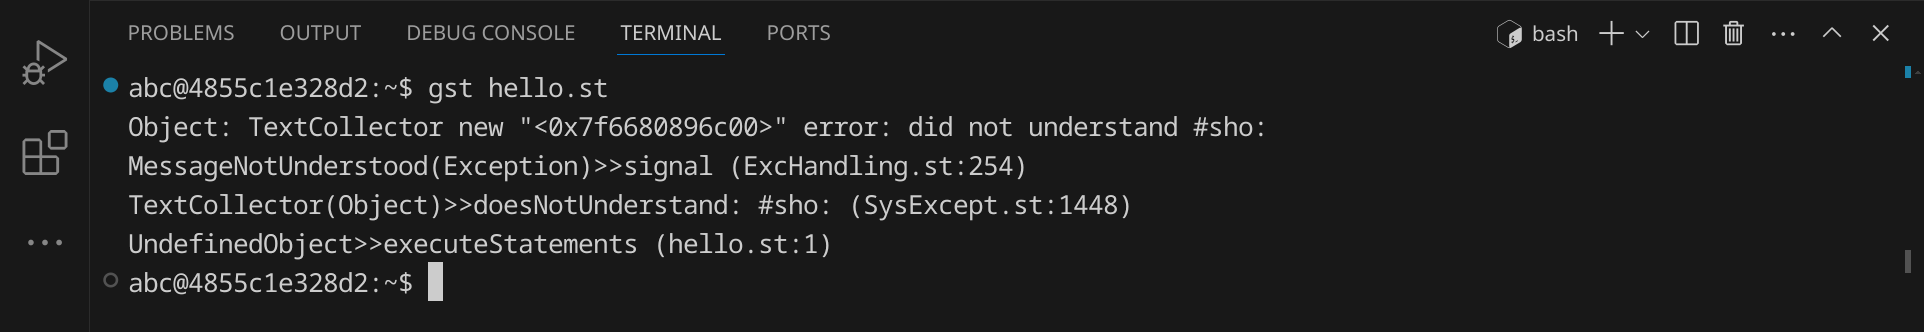 PROBLEMS OUTPUT DEBUG CONSOLE TERMINAL PORTS bash
abc@4855c1e328d2:~$ gst hello.st
Object: TextCollector new "<0x7f6680896c00>" error: did not understand #sho:
MessageNotUnderstood(Exception)>>signal (ExcHandling.st:254)
TextCollector(Object)>>doesNotUnderstand: #sho: (SysExcept.st:1448)
UndefinedObject>>executeStatements (hello.st:1)
abc@4855c1e328d2:~$